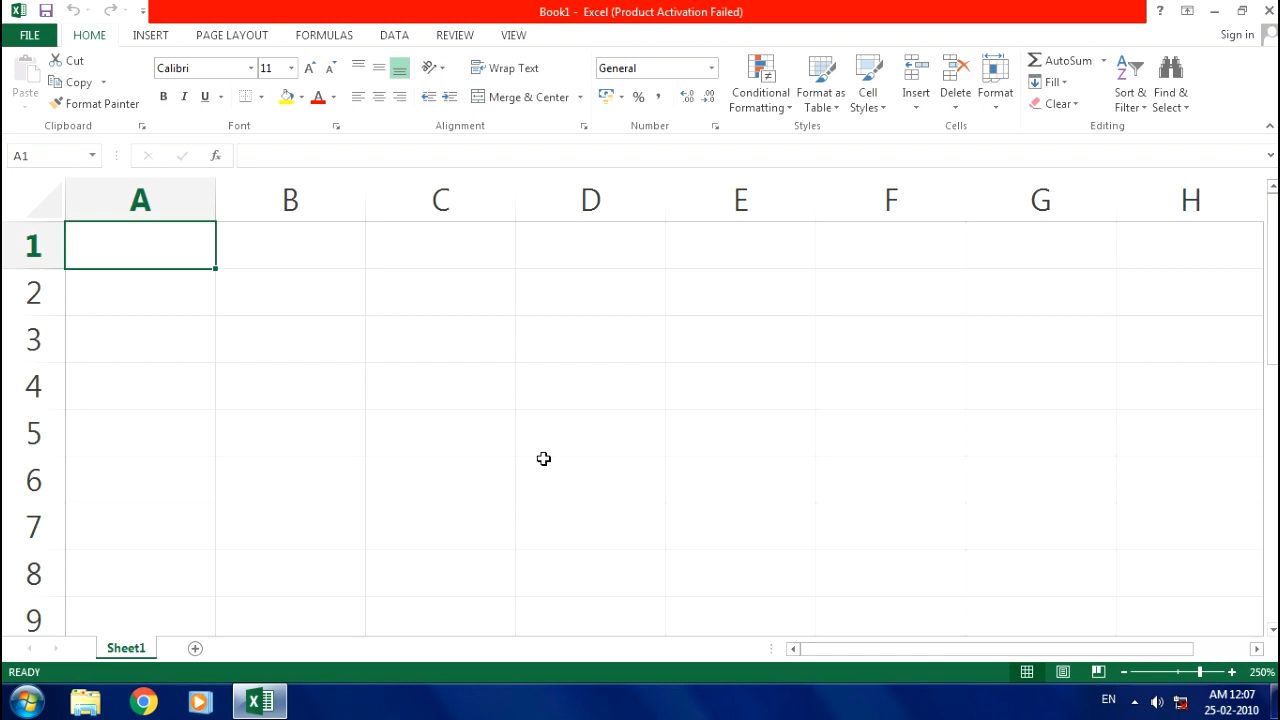 Book1 - Excel (Product Activation Failed)
?
FILE HOME INSERT PAGE LAYOUT FORMULAS DATA REVIEW VIEW Sign in
Paste
Cut
Copy
Format Painter
Clipboard
Calibri 11
B I U
Font
Wrap Text
Merge & Center
Alignment
General
%
Number
Conditional Formatting
Format as Table
Cell Styles
Styles
Insert Delete Format
Cells
AutoSum
Fill
Clear
Sort & Filter
Find & Select
Editing
A1 fx
A B C D E F G H
1
2
3
4
5
6
7
8
9
Sheet1
READY 250%
EN AM 12:07
25-02-2010